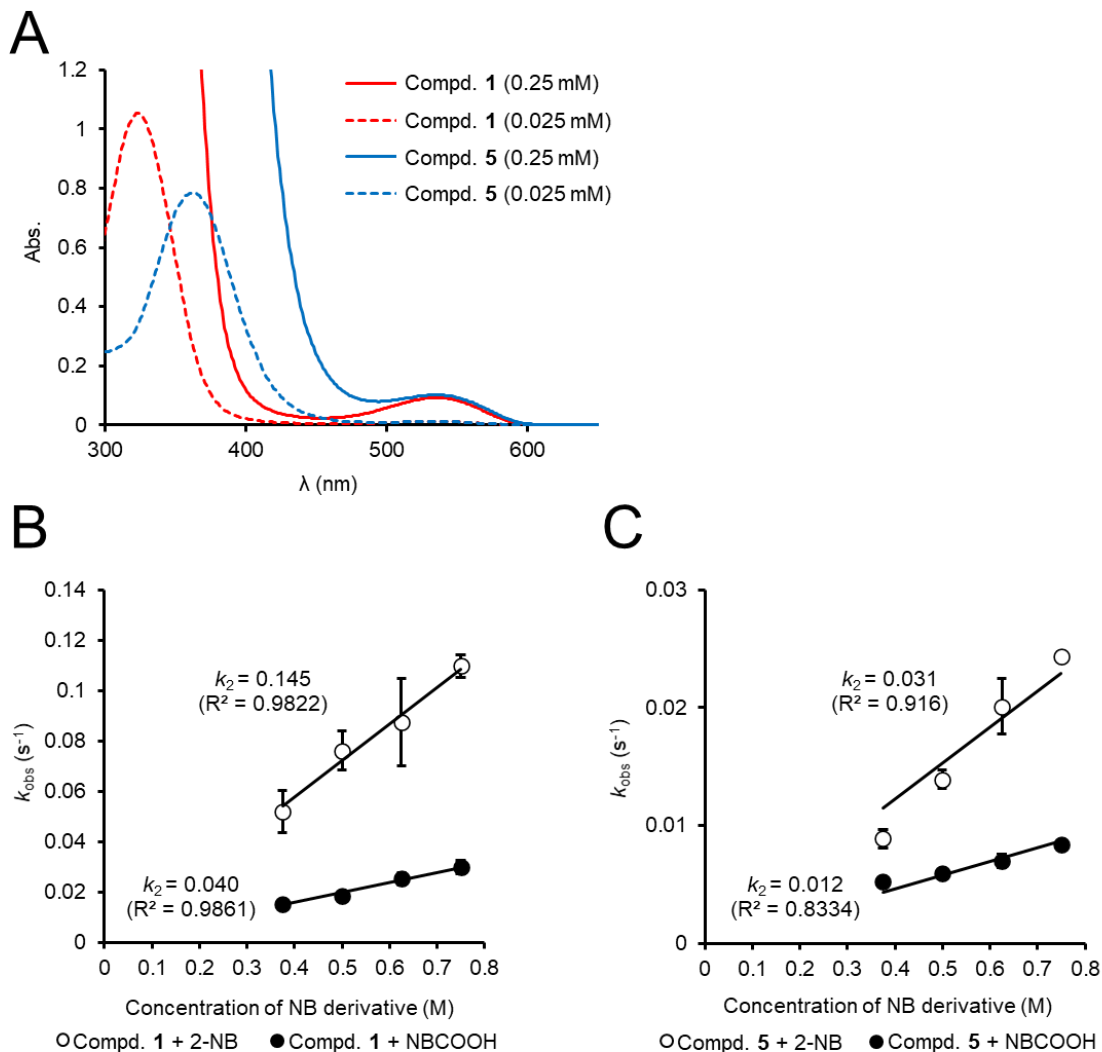 A
1.2
1
0.8
0.6
0.4
0.2
0
Abs.
300
400
500
600
λ (nm)
Compd. 1 (0.25 mM)
Compd. 1 (0.025 mM)
Compd. 5 (0.25 mM)
Compd. 5 (0.025 mM)
B
0.14
0.12
0.1
0.08
0.06
0.04
0.02
0
kobs (s⁻¹)
k₂ = 0.145
(R² = 0.9822)
k₂ = 0.040
(R² = 0.9861)
0 0.1 0.2 0.3 0.4 0.5 0.6 0.7 0.8
Concentration of NB derivative (M)
Compd. 1 + 2-NB
Compd. 1 + NBCOOH
C
0.03
0.02
0.01
0
kobs (s⁻¹)
k₂ = 0.031
(R² = 0.916)
k₂ = 0.012
(R² = 0.8334)
0 0.1 0.2 0.3 0.4 0.5 0.6 0.7 0.8
Concentration of NB derivative (M)
Compd. 5 + 2-NB
Compd. 5 + NBCOOH